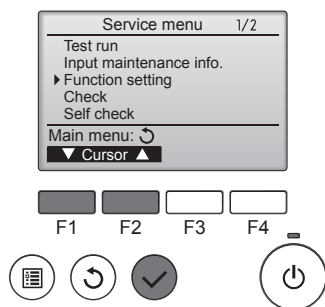 Service menu 1/2
Test run
Input maintenance info.
Function setting
Check
Self check
Main menu:
Cursor
F1 F2 F3 F4